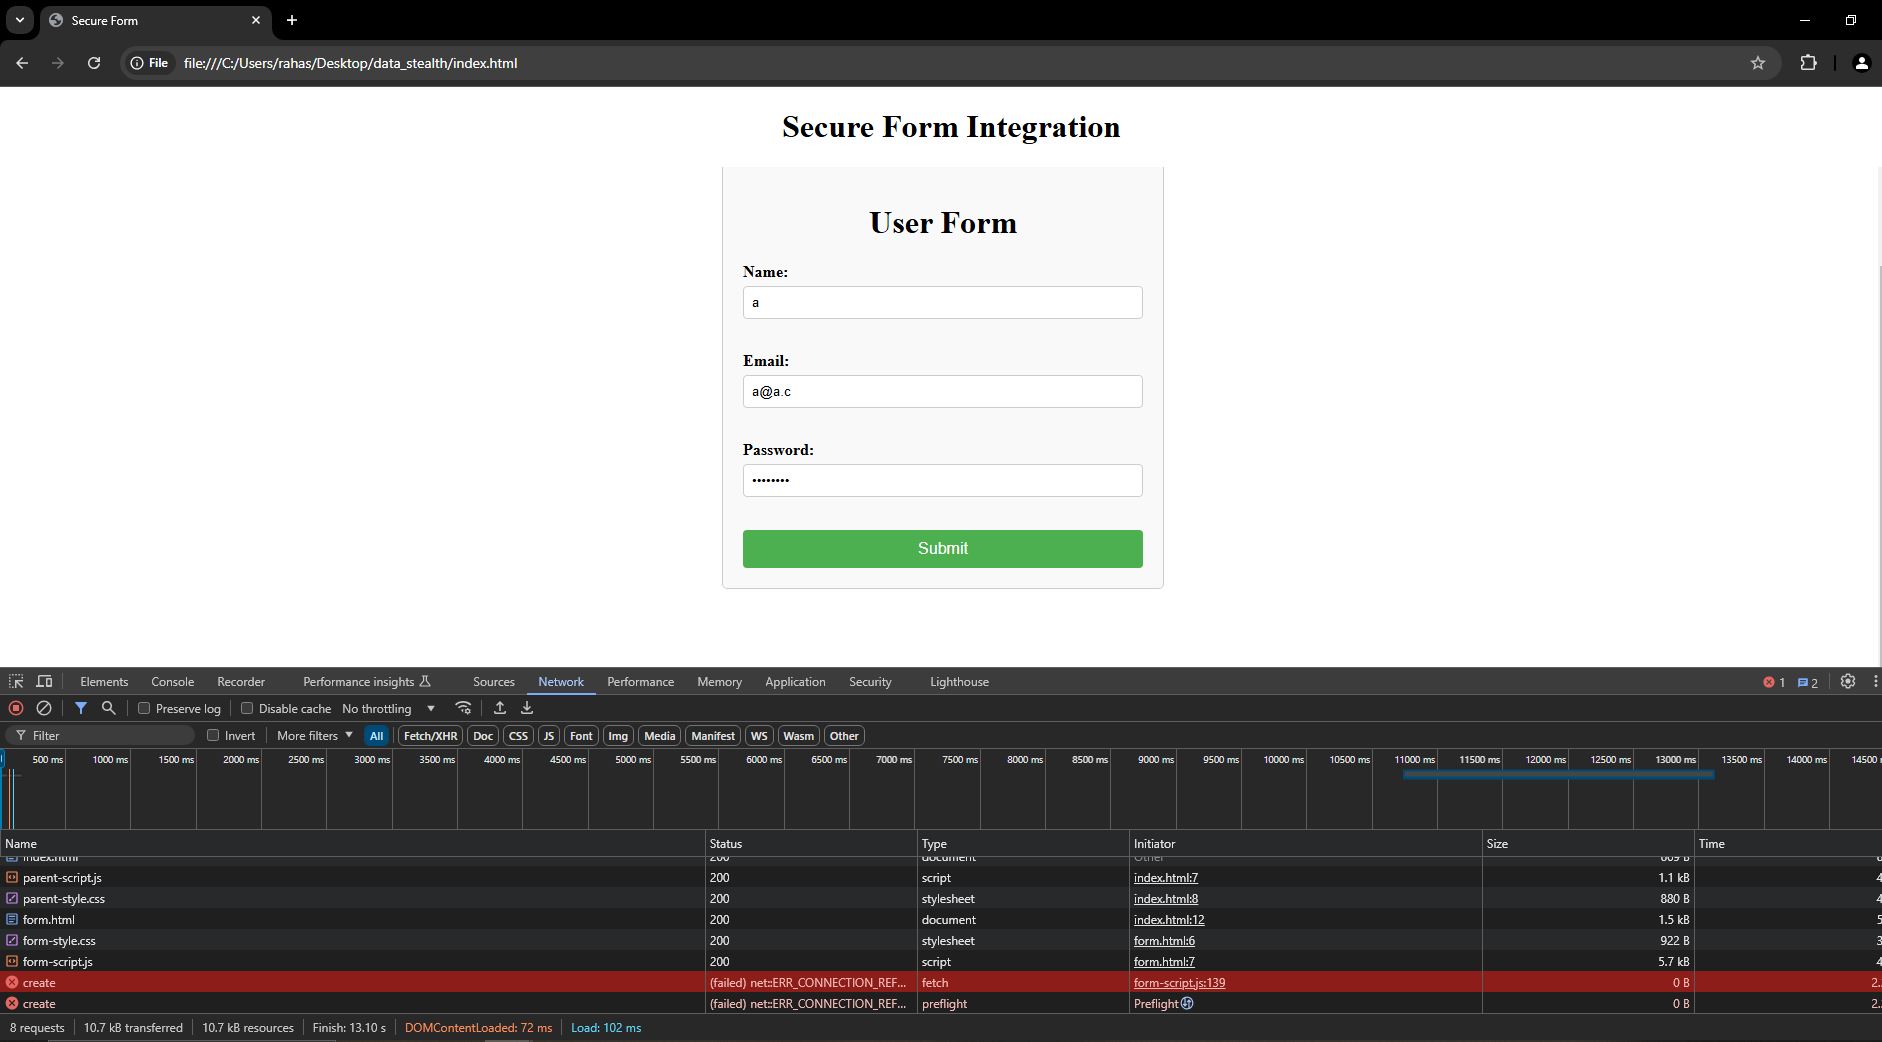 Secure Form
File file:///C:/Users/rahas/Desktop/data_stealth/index.html
Secure Form Integration
User Form
Name:
a
Email:
a@a.c
Password:
••••••••
Submit
Elements Console Recorder Performance insights Sources Network Performance Memory Application Security Lighthouse 1 2
Preserve log Disable cache No throttling
Filter Invert More filters All Fetch/XHR Doc CSS JS Font Img Media Manifest WS Wasm Other
500 ms 1000 ms 1500 ms 2000 ms 2500 ms 3000 ms 3500 ms 4000 ms 4500 ms 5000 ms 5500 ms 6000 ms 6500 ms 7000 ms 7500 ms 8000 ms 8500 ms 9000 ms 9500 ms 10000 ms 10500 ms 11000 ms 11500 ms 12000 ms 12500 ms 13000 ms 13500 ms 14000 ms 14500
Name Status Type Initiator Size Time
index.html 200 document Other 609 B
parent-script.js 200 script index.html:7 1.1 kB 4
parent-style.css 200 stylesheet index.html:8 880 B 4
form.html 200 document index.html:12 1.5 kB 5
form-style.css 200 stylesheet form.html:6 922 B 3
form-script.js 200 script form.html:7 5.7 kB 4
create (failed) net::ERR_CONNECTION_REF... fetch form-script.js:139 0 B 2.
create (failed) net::ERR_CONNECTION_REF... preflight Preflight 0 B 2.
8 requests 10.7 kB transferred 10.7 kB resources Finish: 13.10 s DOMContentLoaded: 72 ms Load: 102 ms